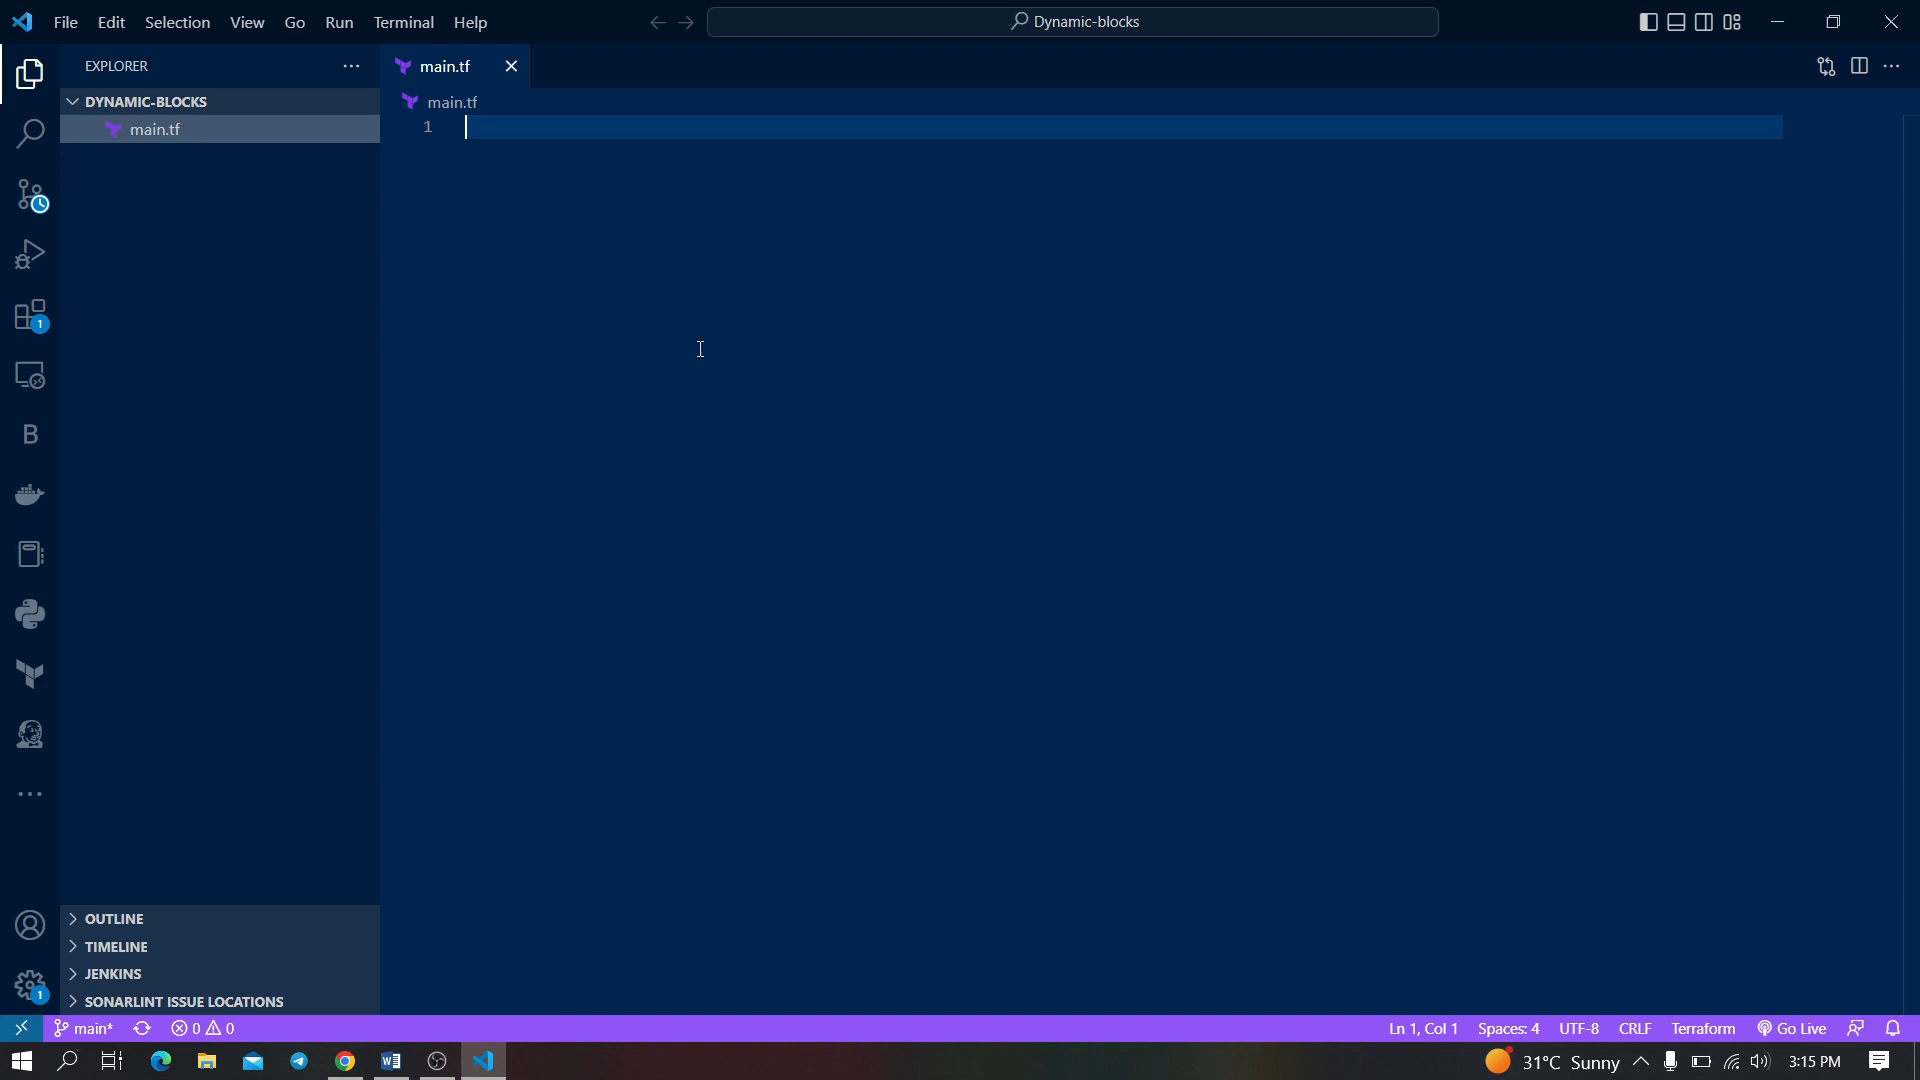 File Edit Selection View Go Run Terminal Help
Dynamic-blocks
EXPLORER
main.tf
DYNAMIC-BLOCKS
main.tf
main.tf
1
1
B
OUTLINE
TIMELINE
JENKINS
SONARLINT ISSUE LOCATIONS
1
main* 0 0
Ln 1, Col 1 Spaces: 4 UTF-8 CRLF Terraform Go Live
31°C Sunny 3:15 PM